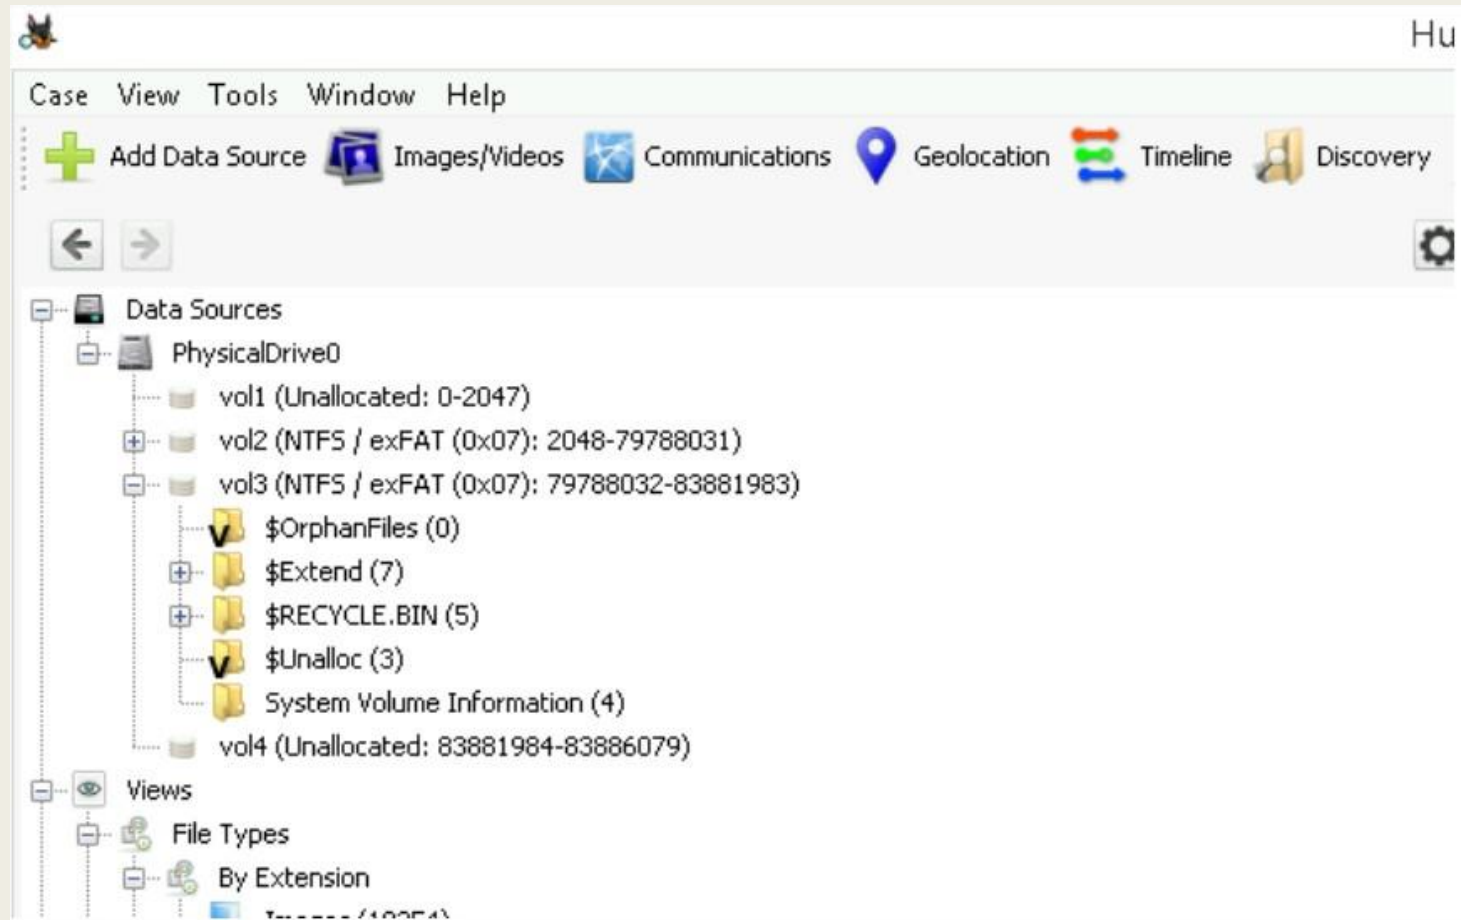 Hu
Case View Tools Window Help
Add Data Source Images/Videos Communications Geolocation Timeline Discovery
Data Sources
PhysicalDrive0
vol1 (Unallocated: 0-2047)
vol2 (NTFS / exFAT (0x07): 2048-79788031)
vol3 (NTFS / exFAT (0x07): 79788032-83881983)
$OrphanFiles (0)
$Extend (7)
$RECYCLE.BIN (5)
$Unalloc (3)
System Volume Information (4)
vol4 (Unallocated: 83881984-83886079)
Views
File Types
By Extension